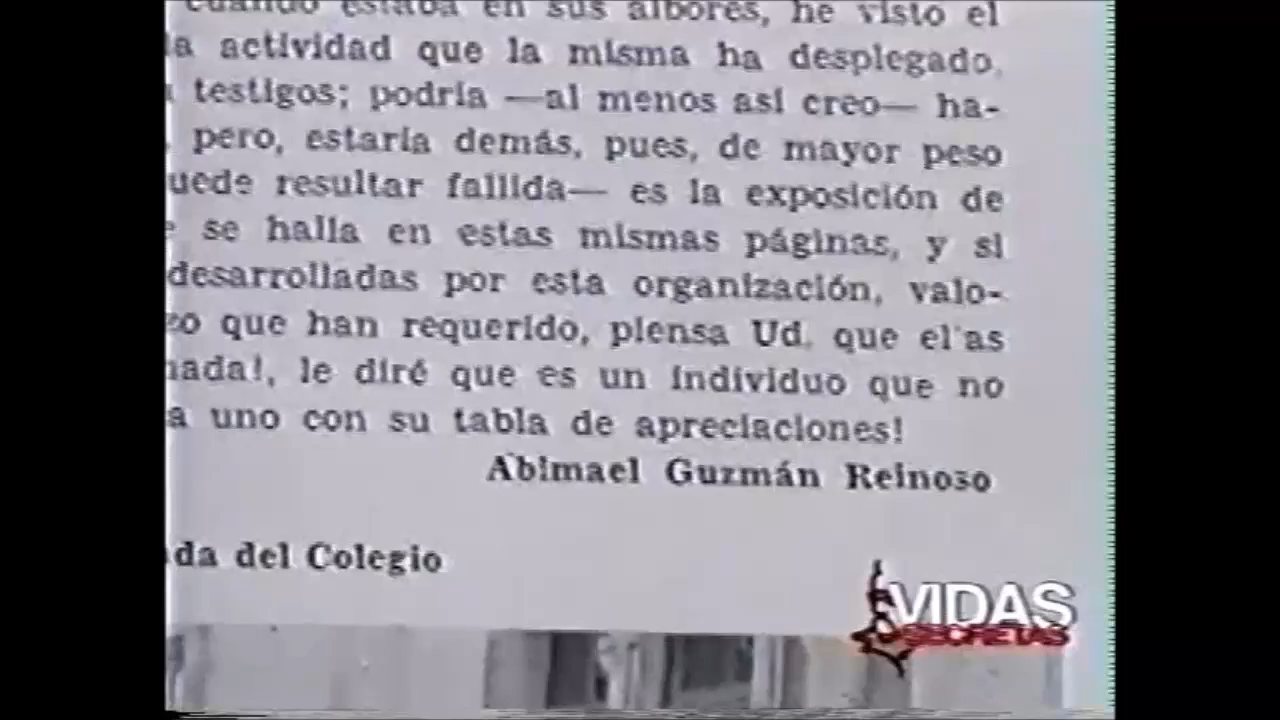 cuando estaba en sus albores, he visto el
la actividad que la misma ha desplegado.
testigos; podría —al menos así creo— ha-
pero, estaría demás, pues, de mayor peso
uede resultar fallida— es la exposición de
se halla en estas mismas páginas, y si
desarrolladas por esta organización, valo-
zo que han requerido, piensa Ud. que el'as
nada!, le diré que es un individuo que no
a uno con su tabla de apreciaciones!
Abimael Guzmán Reinoso
da del Colegio
VIDAS
SECRETAS